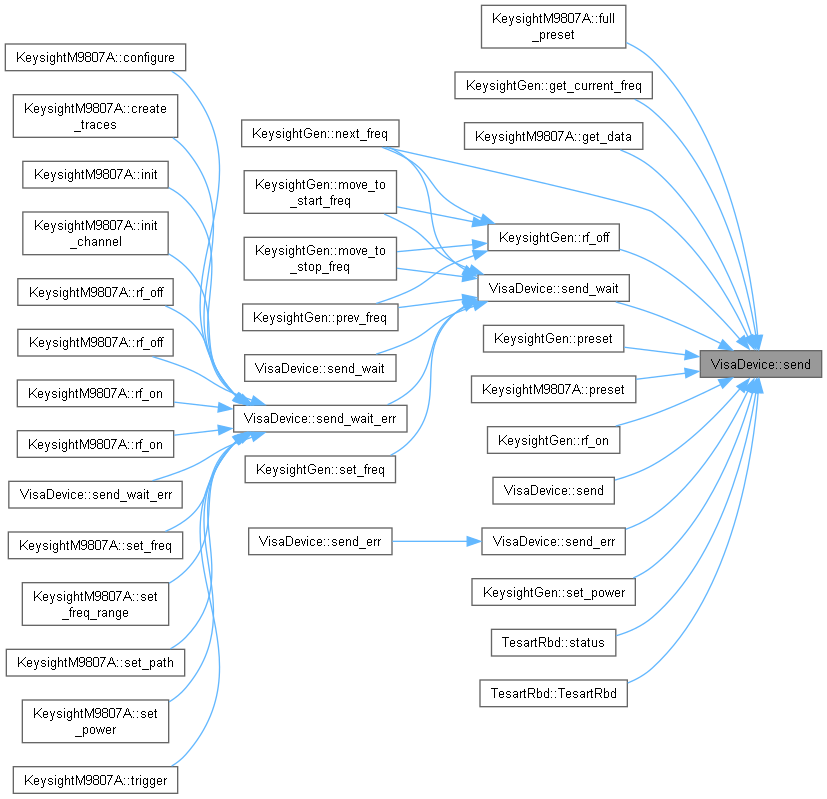 KeysightM9807A::full
_preset
KeysightM9807A::configure
KeysightGen::get_current_freq
KeysightM9807A::create
_traces
KeysightGen::next_freq
KeysightM9807A::get_data
KeysightM9807A::init
KeysightGen::move_to
_start_freq
KeysightM9807A::init
_channel
KeysightGen::rf_off
KeysightGen::move_to
_stop_freq
KeysightM9807A::rf_off
VisaDevice::send_wait
KeysightGen::prev_freq
KeysightM9807A::rf_off
KeysightGen::preset
VisaDevice::send_wait
VisaDevice::send
KeysightM9807A::rf_on
KeysightM9807A::preset
VisaDevice::send_wait_err
KeysightM9807A::rf_on
KeysightGen::rf_on
KeysightGen::set_freq
VisaDevice::send_wait_err
VisaDevice::send
KeysightM9807A::set_freq
VisaDevice::send_err
VisaDevice::send_err
KeysightM9807A::set
_freq_range
KeysightGen::set_power
TesartRbd::status
KeysightM9807A::set_path
TesartRbd::TesartRbd
KeysightM9807A::set
_power
KeysightM9807A::trigger